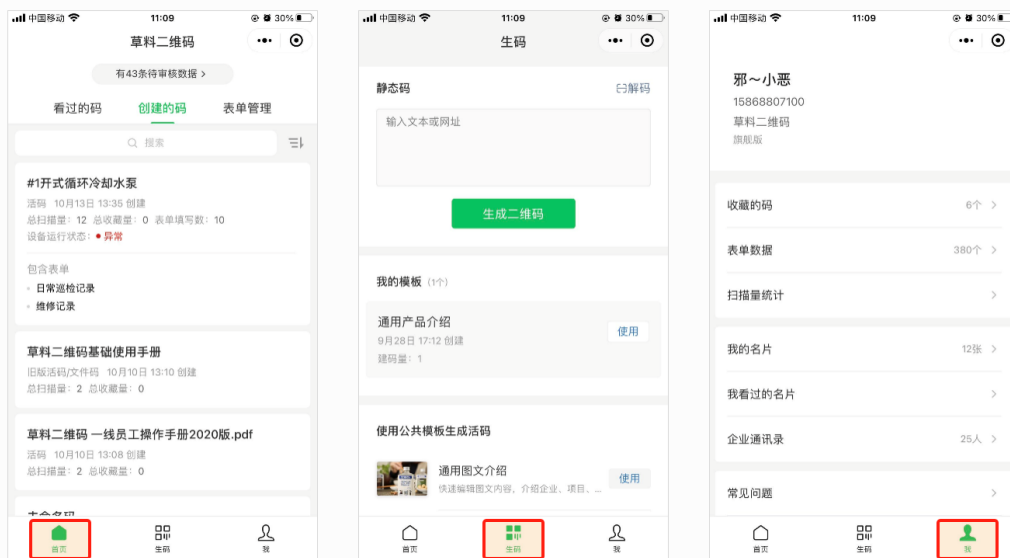 中国移动 11:09 30%
草料二维码
有43条待审核数据 >
看过的码 创建的码 表单管理
搜索
#1开式循环冷却水泵
活码 10月13日 13:35 创建
总扫描量：12 总收藏量：0 表单填写数：10
设备运行状态：异常
包含表单
日常巡检记录
维修记录
草料二维码基础使用手册
旧版活码/文件码 10月10日 13:10 创建
总扫描量：2 总收藏量：0
草料二维码 一线员工操作手册2020版.pdf
活码 10月10日 13:08 创建
总扫描量：2 总收藏量：0
首页 生码 我
中国移动 11:09 30%
生码
静态码 解码
输入文本或网址
生成二维码
我的模板（1个）
通用产品介绍
9月28日 17:12 创建
建码量：1
使用
使用公共模板生成活码
通用图文介绍
快速编辑图文内容，介绍企业、项目、...
使用
首页 生码 我
中国移动 11:09 30%
邪～小恶
15868807100
草料二维码
旗舰版
收藏的码 6个 >
表单数据 380个 >
扫描量统计 >
我的名片 12张 >
我看过的名片 >
企业通讯录 25人 >
常见问题 >
首页 生码 我